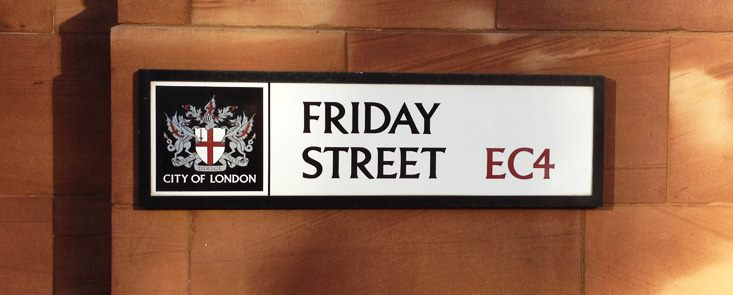 FRIDAY
STREET EC4
CITY OF LONDON